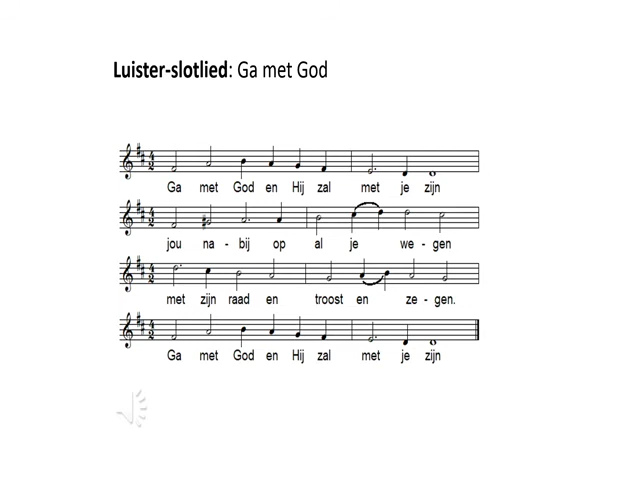 Luister-slotlied: Ga met God
Ga met God en Hij zal met je zijn
jou na - bij op al je we - gen
met zijn raad en troost en ze - gen.
Ga met God en Hij zal met je zijn